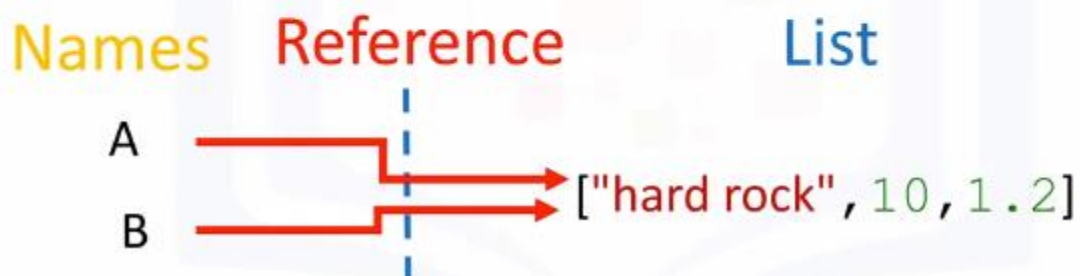 Names Reference List
A
["hard rock", 10, 1.2]
B